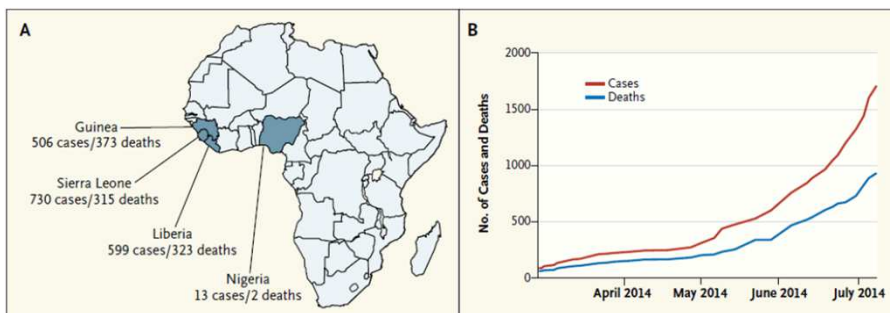 A
Guinea
506 cases/373 deaths
Sierra Leone
730 cases/315 deaths
Liberia
599 cases/323 deaths
Nigeria
13 cases/2 deaths
B
No. of Cases and Deaths
2000
1500
1000
500
0
Cases
Deaths
April 2014
May 2014
June 2014
July 2014